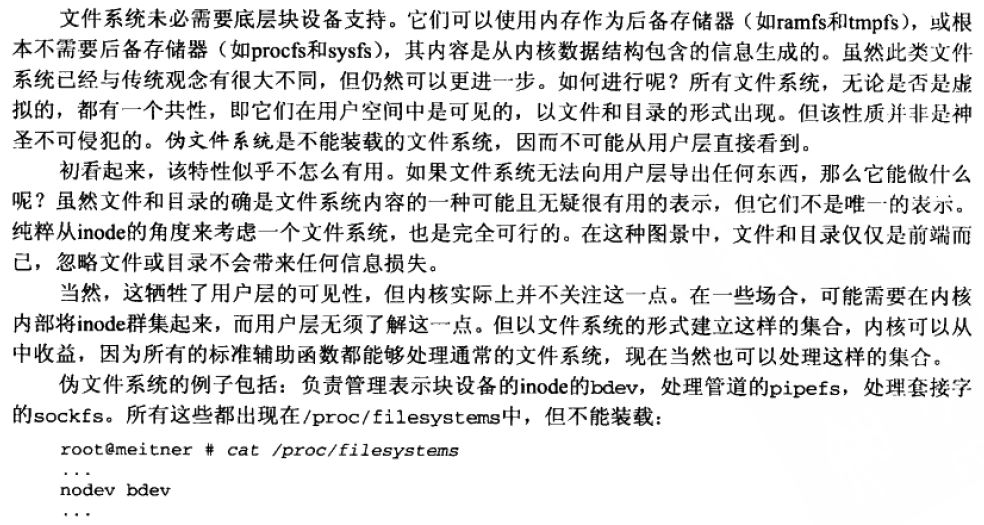 文件系统未必需要底层块设备支持。它们可以使用内存作为后备存储器（如ramfs和tmpfs），或根
本不需要后备存储器（如procfs和sysfs），其内容是从内核数据结构包含的信息生成的。虽然此类文件
系统已经与传统观念有很大不同，但仍然可以更进一步。如何进行呢？所有文件系统，无论是否是虚
拟的，都有一个共性，即它们在用户空间中是可见的，以文件和目录的形式出现。但该性质并非是神
圣不可侵犯的。伪文件系统是不能装载的文件系统，因而不可能从用户层直接看到。
初看起来，该特性似乎不怎么有用。如果文件系统无法向用户层导出任何东西，那么它能做什么
呢？虽然文件和目录的确是文件系统内容的一种可能且无疑很有用的表示，但它们不是唯一的表示。
纯粹从inode的角度来考虑一个文件系统，也是完全可行的。在这种图景中，文件和目录仅仅是前端而
已，忽略文件或目录不会带来任何信息损失。
当然，这牺牲了用户层的可见性，但内核实际上并不关注这一点。在一些场合，可能需要在内核
内部将inode群集起来，而用户层无须了解这一点。但以文件系统的形式建立这样的集合，内核可以从
中收益，因为所有的标准辅助函数都能够处理通常的文件系统，现在当然也可以处理这样的集合。
伪文件系统的例子包括：负责管理表示块设备的inode的bdev，处理管道的pipefs，处理套接字
的sockfs。所有这些都出现在/proc/filesystems中，但不能装载：
root@meitner # cat /proc/filesystems
...
nodev bdev
...